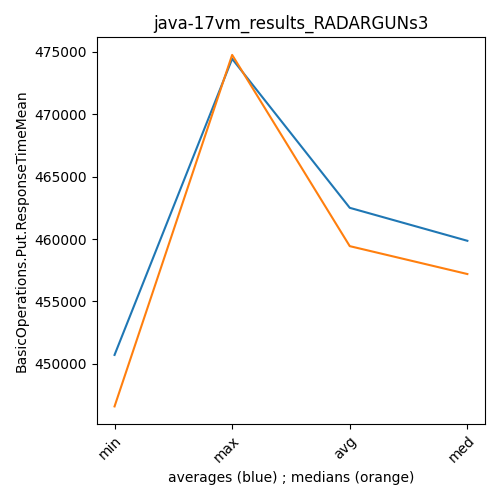 java-17vm_results_RADARGUNs3
475000
470000
465000
460000
455000
450000
BasicOperations.Put.ResponseTimeMean
min
max
avg
med
averages (blue) ; medians (orange)